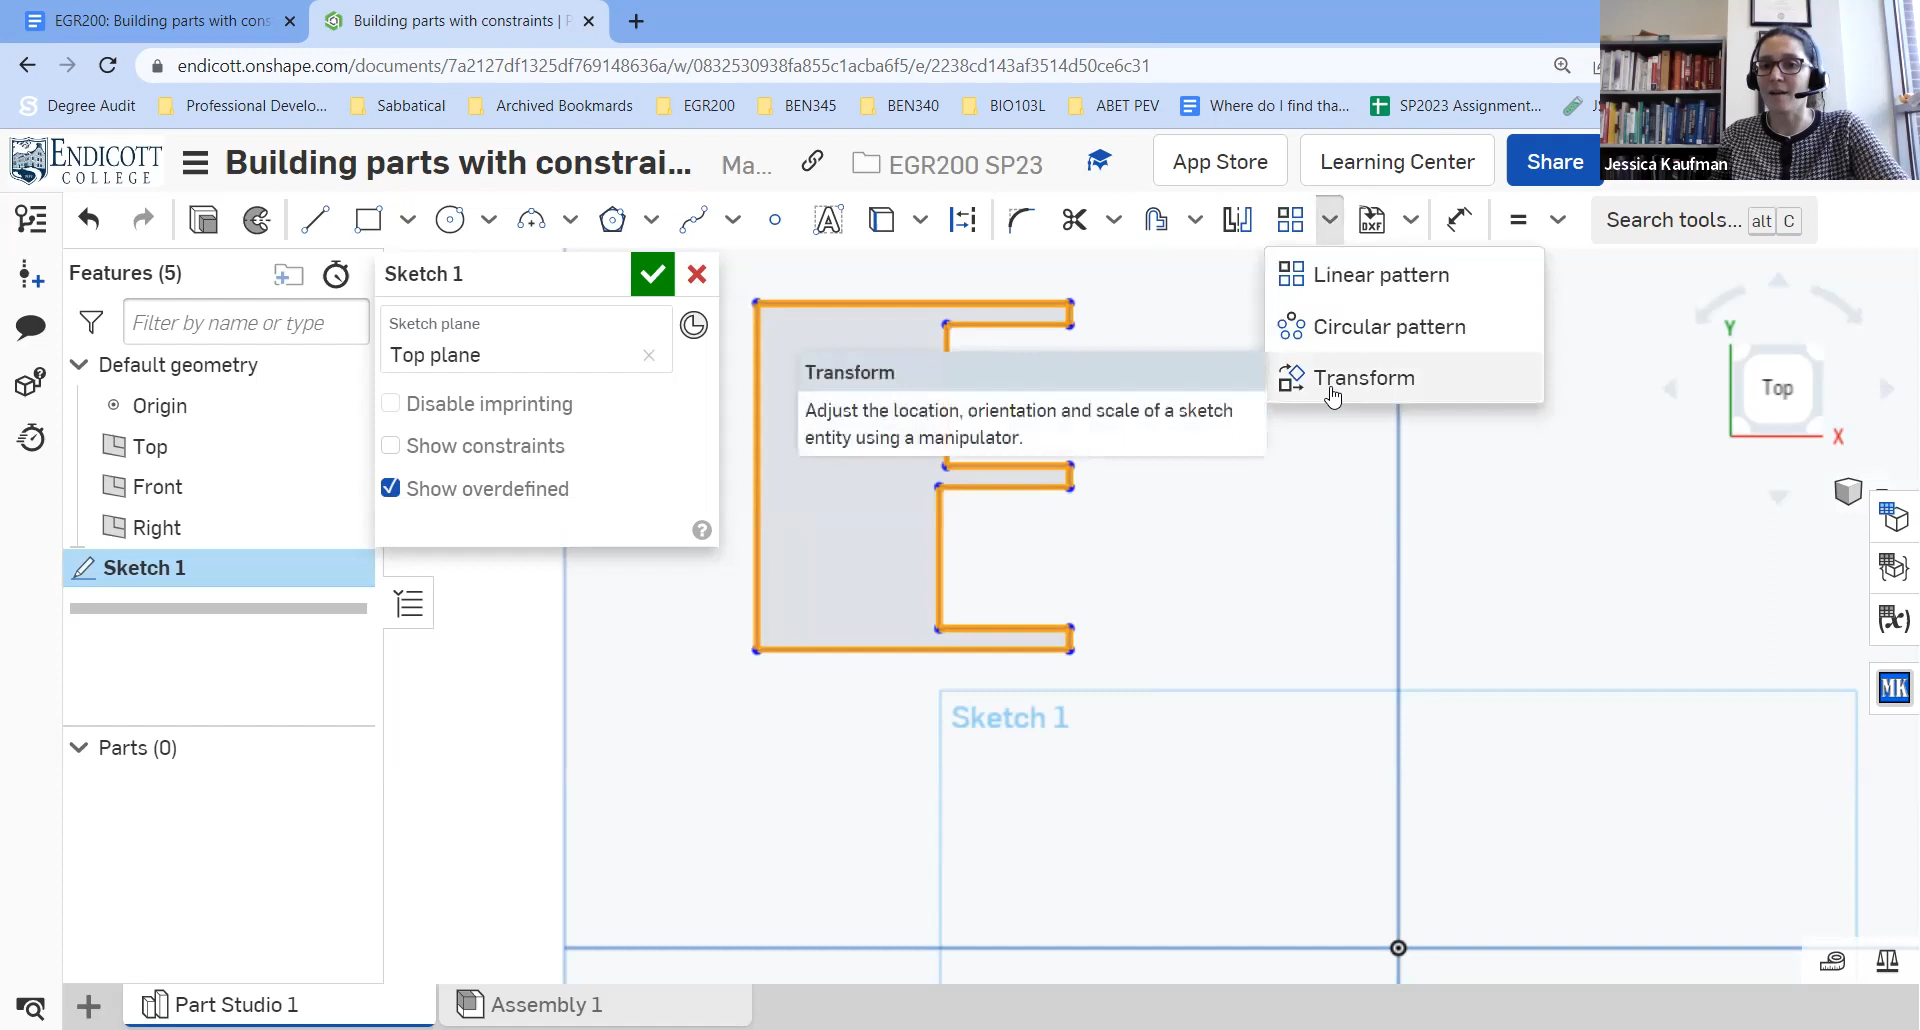 EGR200: Building parts with cons
Building parts with constraints | P
endicott.onshape.com/documents/7a2127df1325df769148636a/w/0832530938fa855c1acba6f5/e/2238cd143af3514d50ce6c31
Degree Audit
Professional Develo...
Sabbatical
Archived Bookmards
EGR200
BEN345
BEN340
BIO103L
ABET PEV
Where do I find tha...
SP2023 Assignment...
Jessica Kaufman
ENDICOTT
COLLEGE
Building parts with constrai...
Ma...
EGR200 SP23
App Store
Learning Center
Share
DXF
Search tools... alt C
Features (5)
Filter by name or type
Default geometry
Origin
Top
Front
Right
Sketch 1
Parts (0)
Sketch 1
Sketch plane
Top plane
Disable imprinting
Show constraints
Show overdefined
Linear pattern
Circular pattern
Transform
Transform
Adjust the location, orientation and scale of a sketch
entity using a manipulator.
Sketch 1
Y
Top
X
(x)
MK
Part Studio 1
Assembly 1